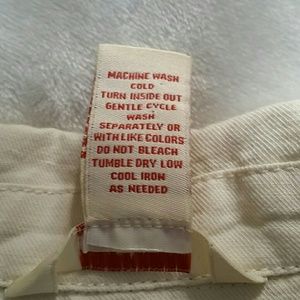 MACHINE WASH
COLD
TURN INSIDE OUT
GENTLE CYCLE
WASH
SEPARATELY OR
WITH LIKE COLORS
DO NOT BLEACH
TUMBLE DRY LOW
COOL IRON
AS NEEDED